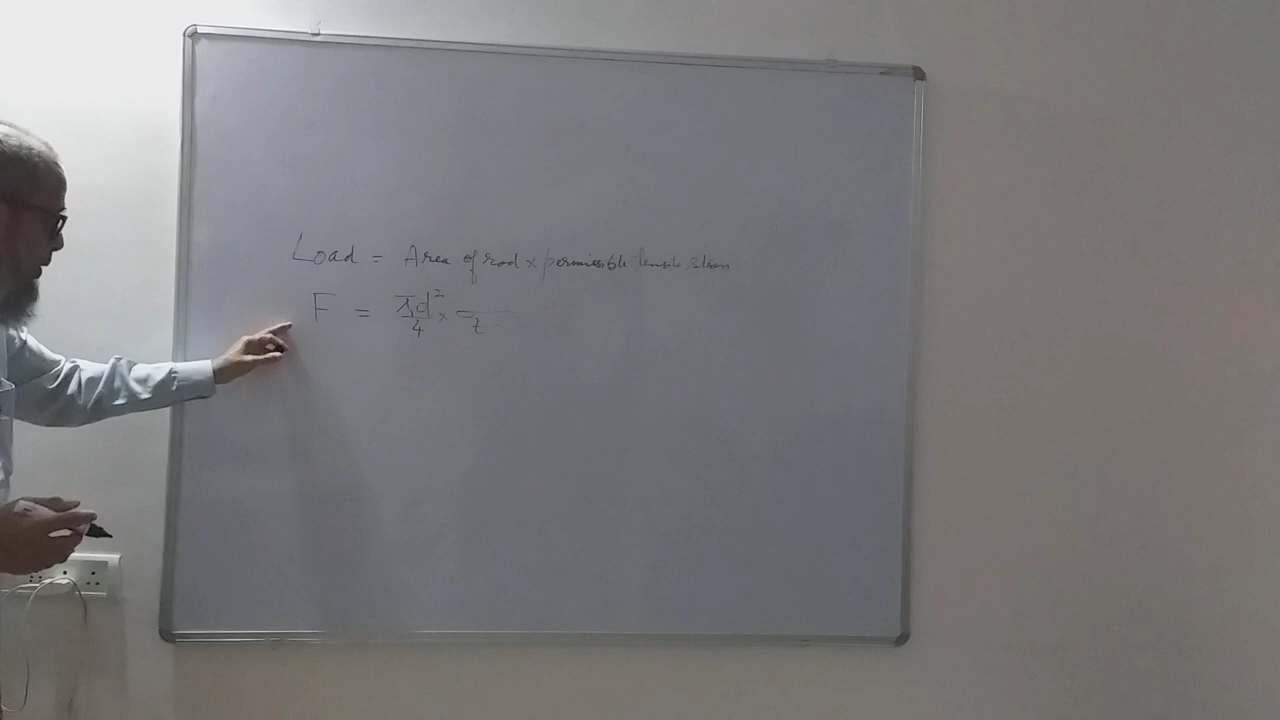 Load = Area of rod × permissible tensile stress
F = πd²/4 × σt